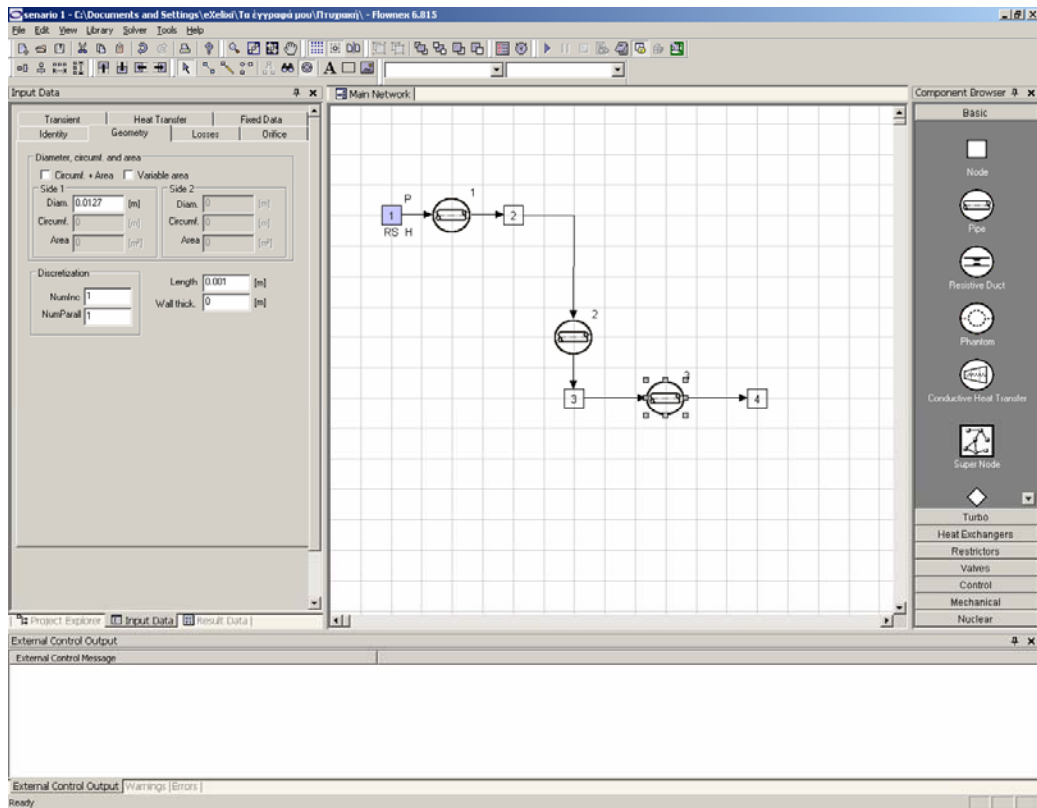 senario 1 - C:\Documents and Settings\eXelixi\Τα έγγραφά μου\Πτυχιακή\ - Flownex 6.815
File Edit View Library Solver Tools Help
Input Data
Main Network
Component Browser
Transient Heat Transfer Fixed Data
Identity Geometry Losses Orifice
Diameter, circumf. and area
Circumf. + Area Variable area
Side 1 Side 2
Diam. 0.0127 [m] Diam. 0 [m]
Circumf. 0 [m] Circumf. 0 [m]
Area 0 [m²] Area 0 [m²]
Discretization
NumInc 1
NumParall 1
Length 0.001 [m]
Wall thick. 0 [m]
P
1
1
2
RS H
2
3
3
4
Basic
Node
Pipe
Resistive Duct
Phantom
Conductive Heat Transfer
Super Node
Turbo
Heat Exchangers
Restrictors
Valves
Control
Mechanical
Nuclear
Project Explorer Input Data Result Data
External Control Output
External Control Message
External Control Output Warnings Errors
Ready